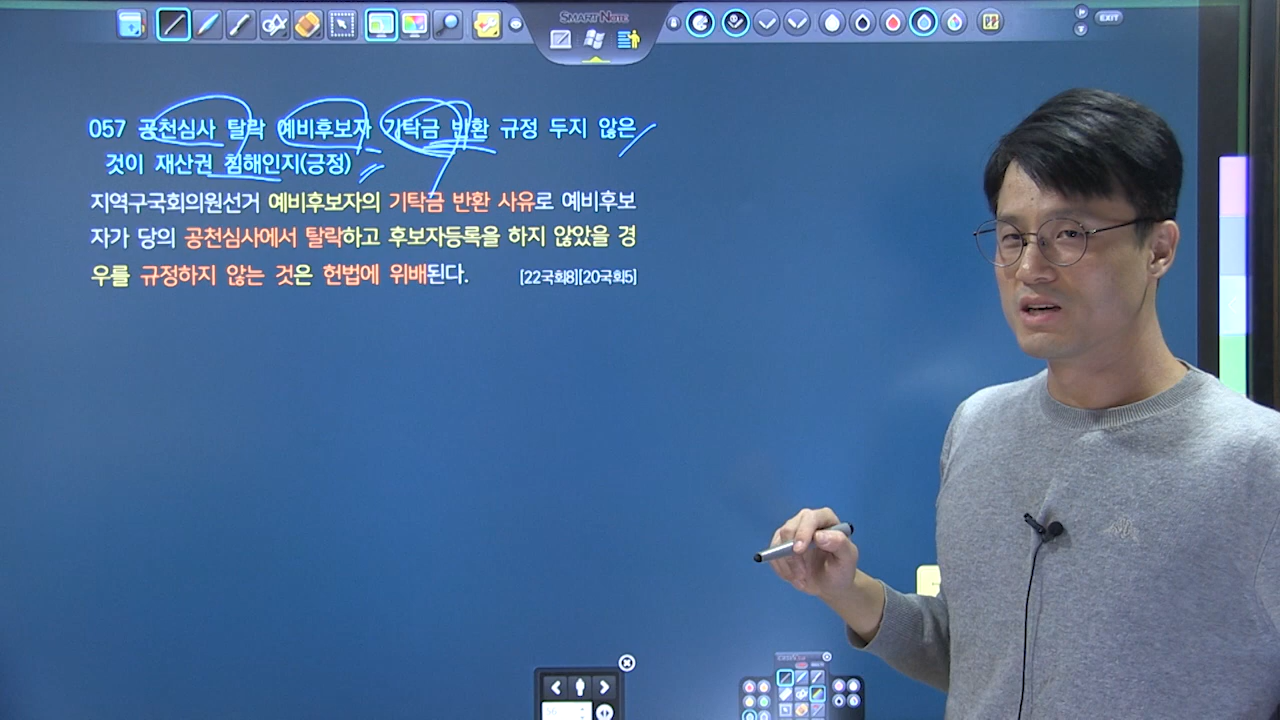 SMART NOTE
EXIT
057 공천심사 탈락 예비후보자 기탁금 반환 규정 두지 않은
것이 재산권 침해인지(긍정)
지역구국회의원선거 예비후보자의 기탁금 반환 사유로 예비후보
자가 당의 공천심사에서 탈락하고 후보자등록을 하지 않았을 경
우를 규정하지 않는 것은 헌법에 위배된다. [22국회8][20국회5]